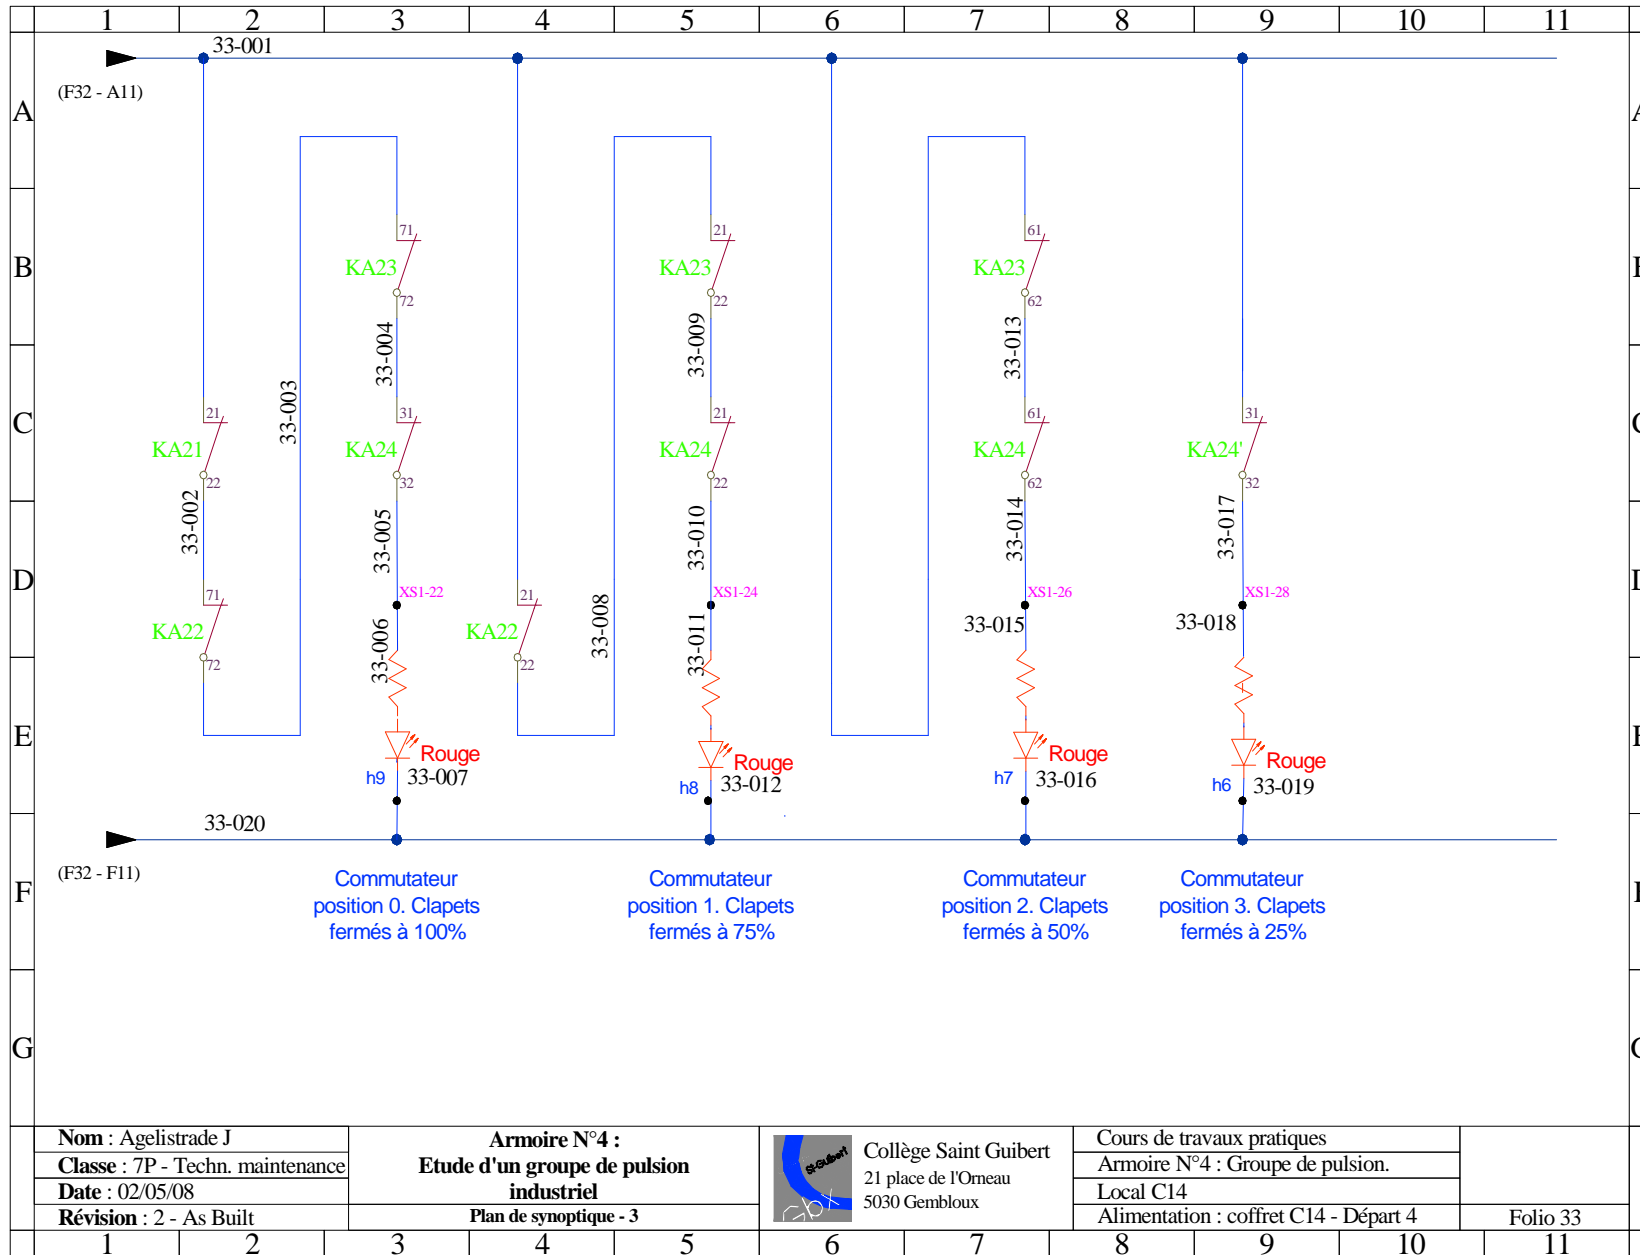 1 2 3 4 5 6 7 8 9 10 11
33-001
(F32 - A11)
A
B
C
D
E
F
G
71
KA23
72
33-004
21
KA23
22
33-009
61
KA23
62
33-013
33-003
21
KA21
22
33-002
31
KA24
32
33-005
21
KA24
22
33-010
61
KA24
62
33-014
31
KA24'
32
33-017
71
KA22
72
XS1-22
33-006
21
KA22
22
33-008
XS1-24
33-011
XS1-26
33-015
XS1-28
33-018
Rouge
h9 33-007
Rouge
h8 33-012
Rouge
h7 33-016
Rouge
h6 33-019
33-020
(F32 - F11)
Commutateur
position 0. Clapets
fermés à 100%
Commutateur
position 1. Clapets
fermés à 75%
Commutateur
position 2. Clapets
fermés à 50%
Commutateur
position 3. Clapets
fermés à 25%
Nom : Agelistrade J
Classe : 7P - Techn. maintenance
Date : 02/05/08
Révision : 2 - As Built
Armoire N°4 :
Etude d'un groupe de pulsion
industriel
Plan de synoptique - 3
St-Guibert
Collège Saint Guibert
21 place de l'Orneau
5030 Gembloux
Cours de travaux pratiques
Armoire N°4 : Groupe de pulsion.
Local C14
Alimentation : coffret C14 - Départ 4
Folio 33
1 2 3 4 5 6 7 8 9 10 11